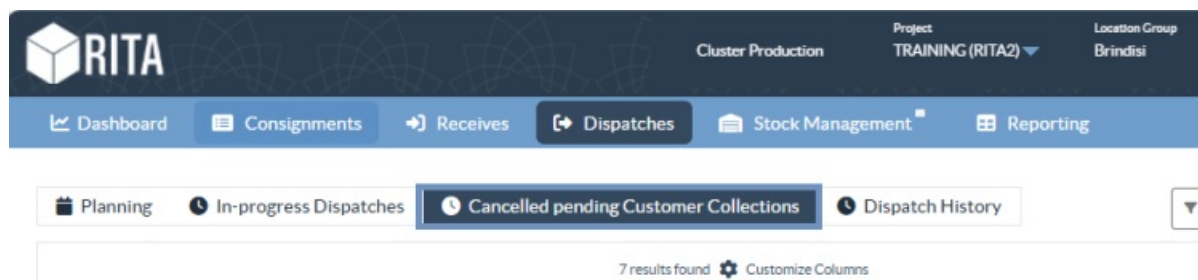 RITA
Cluster Production
Project
TRAINING (RITA2)
Location Group
Brindisi
Dashboard
Consignments
Receives
Dispatches
Stock Management
Reporting
Planning
In-progress Dispatches
Cancelled pending Customer Collections
Dispatch History
7 results found
Customize Columns